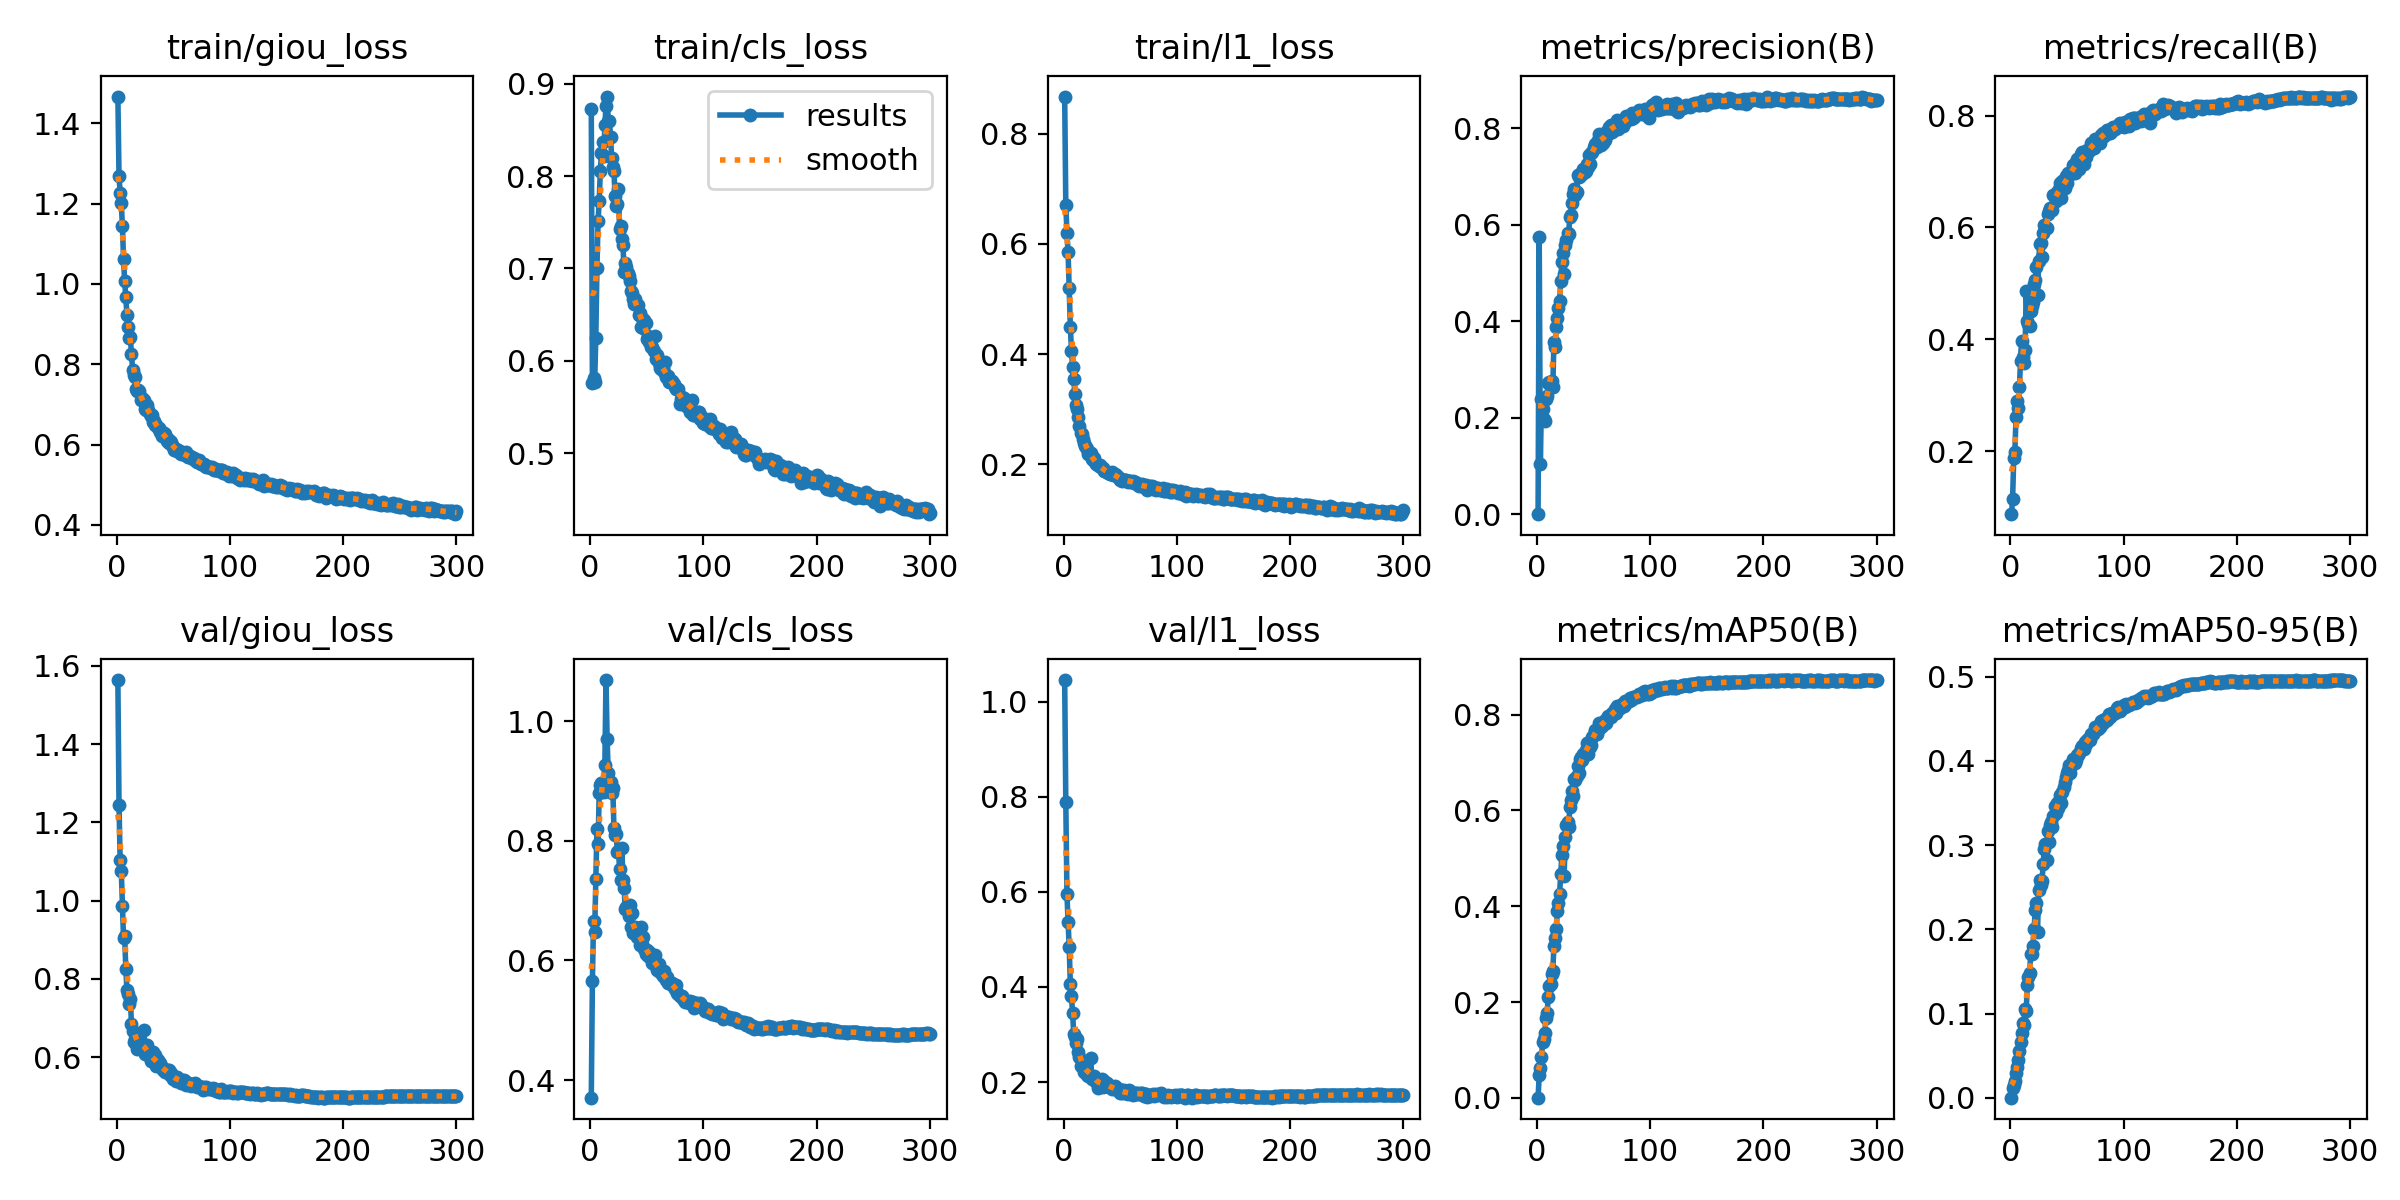 train/giou_loss
1.4
1.2
1.0
0.8
0.6
0.4
0 100 200 300
train/cls_loss
0.9
0.8
0.7
0.6
0.5
0 100 200 300
results
smooth
train/l1_loss
0.8
0.6
0.4
0.2
0 100 200 300
metrics/precision(B)
0.8
0.6
0.4
0.2
0.0
0 100 200 300
metrics/recall(B)
0.8
0.6
0.4
0.2
0 100 200 300
val/giou_loss
1.6
1.4
1.2
1.0
0.8
0.6
0 100 200 300
val/cls_loss
1.0
0.8
0.6
0.4
0 100 200 300
val/l1_loss
1.0
0.8
0.6
0.4
0.2
0 100 200 300
metrics/mAP50(B)
0.8
0.6
0.4
0.2
0.0
0 100 200 300
metrics/mAP50-95(B)
0.5
0.4
0.3
0.2
0.1
0.0
0 100 200 300